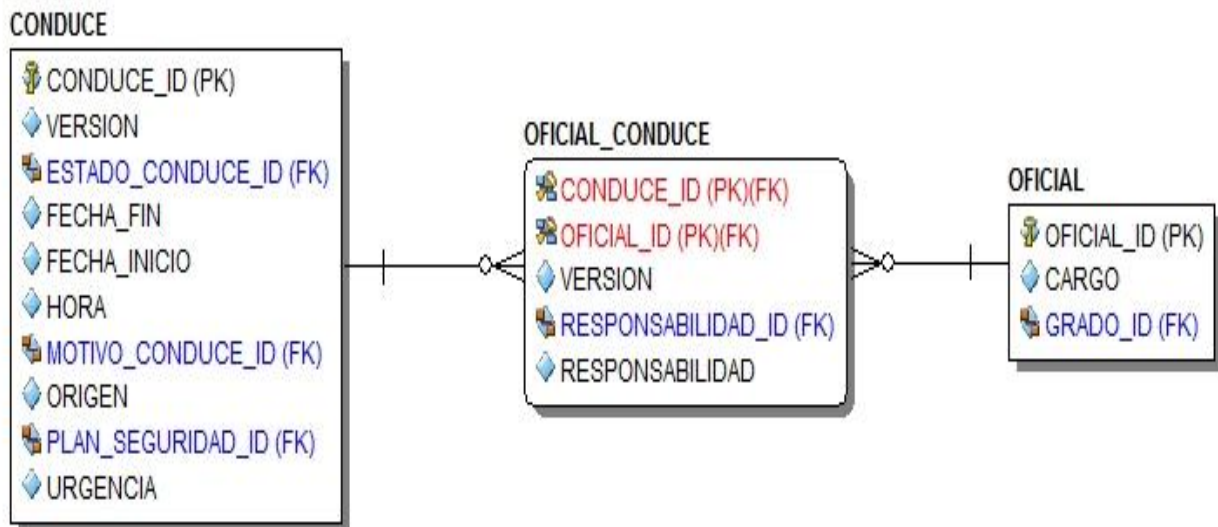 CONDUCE
CONDUCE_ID (PK)
VERSION
ESTADO_CONDUCE_ID (FK)
FECHA_FIN
FECHA_INICIO
HORA
MOTIVO_CONDUCE_ID (FK)
ORIGEN
PLAN_SEGURIDAD_ID (FK)
URGENCIA
OFICIAL_CONDUCE
CONDUCE_ID (PK)(FK)
OFICIAL_ID (PK)(FK)
VERSION
RESPONSABILIDAD_ID (FK)
RESPONSABILIDAD
OFICIAL
OFICIAL_ID (PK)
CARGO
GRADO_ID (FK)